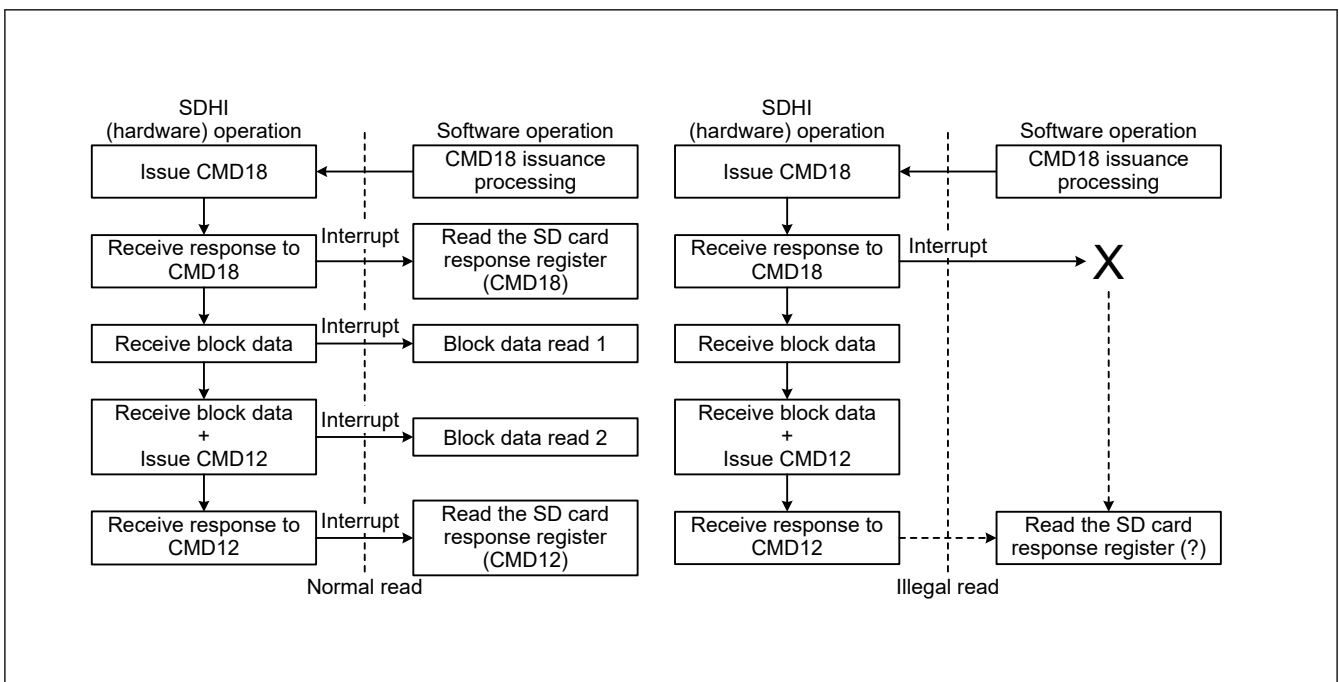 SDHI
(hardware) operation
Software operation
Issue CMD18
CMD18 issuance
processing
Receive response to
CMD18
Interrupt
Read the SD card
response register
(CMD18)
Receive block data
Interrupt
Block data read 1
Receive block data
+
Issue CMD12
Interrupt
Block data read 2
Receive response to
CMD12
Interrupt
Read the SD card
response register
(CMD12)
Normal read
SDHI
(hardware) operation
Software operation
Issue CMD18
CMD18 issuance
processing
Receive response to
CMD18
Interrupt
X
Receive block data
Receive block data
+
Issue CMD12
Receive response to
CMD12
Read the SD card
response register (?)
Illegal read